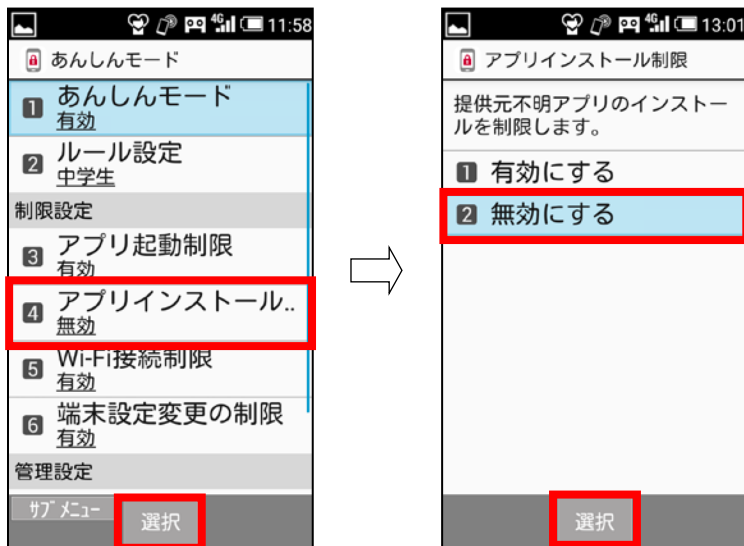 4G 11:58
あんしんモード
1 あんしんモード
有効
2 ルール設定
中学生
制限設定
3 アプリ起動制限
有効
4 アプリインストール..
無効
5 Wi-Fi接続制限
有効
6 端末設定変更の制限
有効
管理設定
サブメニュー 選択
4G 13:01
アプリインストール制限
提供元不明アプリのインストー
ルを制限します。
1 有効にする
2 無効にする
選択